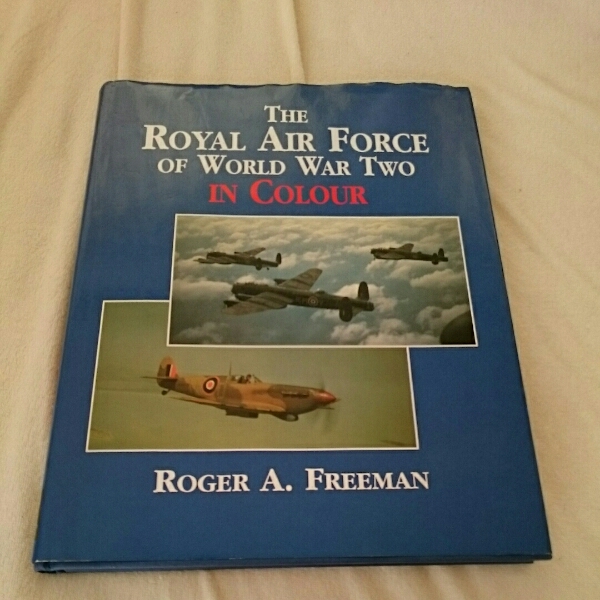 THE
ROYAL AIR FORCE
OF WORLD WAR TWO
IN COLOUR
ROGER A. FREEMAN